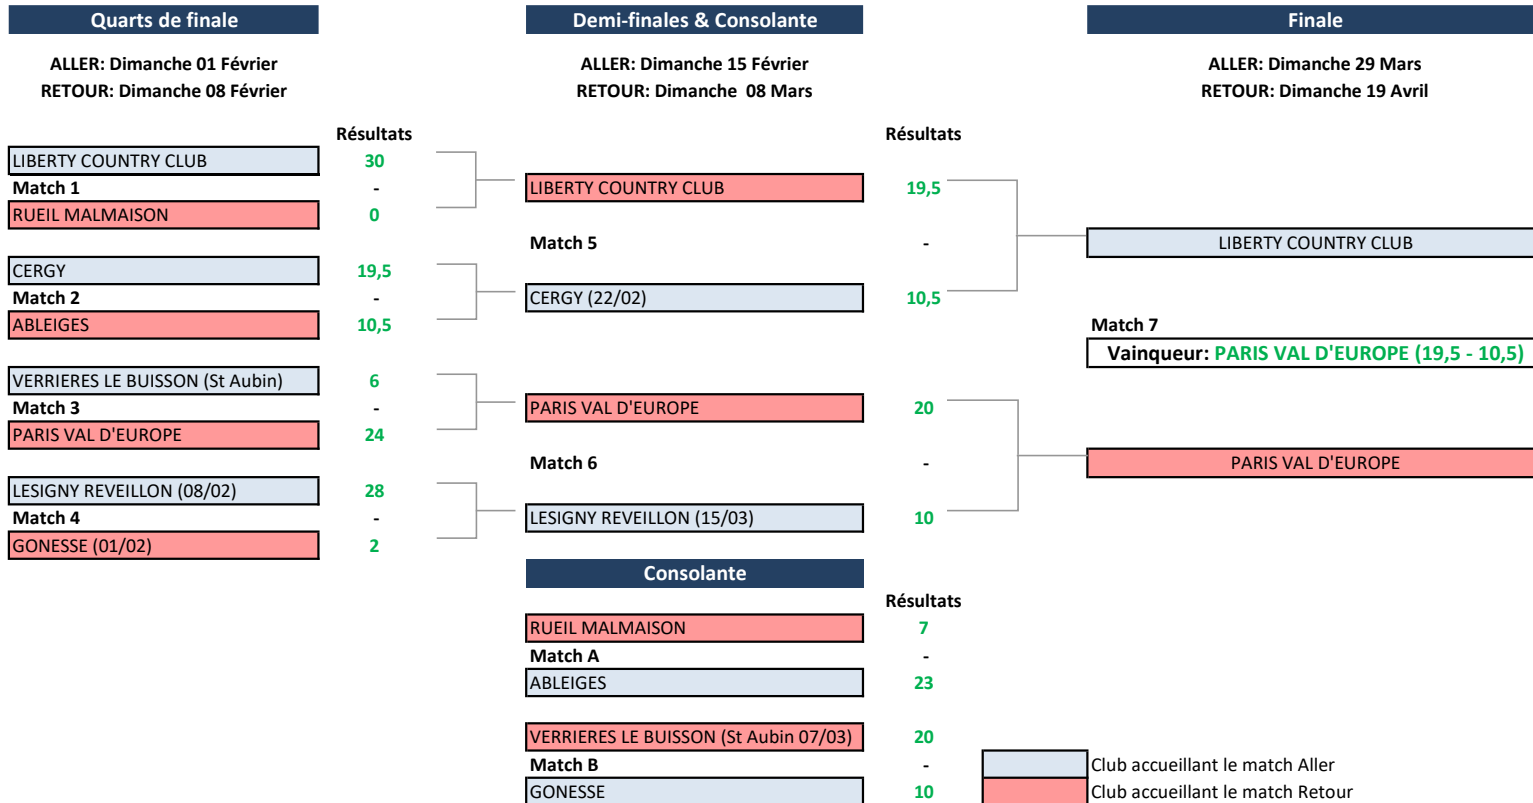 Quarts de finale
Demi-finales & Consolante
Finale
ALLER: Dimanche 01 Février
ALLER: Dimanche 15 Février
ALLER: Dimanche 29 Mars
RETOUR: Dimanche 08 Février
RETOUR: Dimanche 08 Mars
RETOUR: Dimanche 19 Avril
Résultats
Résultats
LIBERTY COUNTRY CLUB 30
Match 1 -
RUEIL MALMAISON 0
CERGY 19,5
Match 2 -
ABLEIGES 10,5
VERRIERES LE BUISSON (St Aubin) 6
Match 3 -
PARIS VAL D'EUROPE 24
LESIGNY REVEILLON (08/02) 28
Match 4 -
GONESSE (01/02) 2
LIBERTY COUNTRY CLUB 19,5
Match 5 -
CERGY (22/02) 10,5
PARIS VAL D'EUROPE 20
Match 6 -
LESIGNY REVEILLON (15/03) 10
LIBERTY COUNTRY CLUB
Match 7
Vainqueur: PARIS VAL D'EUROPE (19,5 - 10,5)
PARIS VAL D'EUROPE
Consolante
Résultats
RUEIL MALMAISON 7
Match A -
ABLEIGES 23
VERRIERES LE BUISSON (St Aubin 07/03) 20
Match B -
GONESSE 10
Club accueillant le match Aller
Club accueillant le match Retour